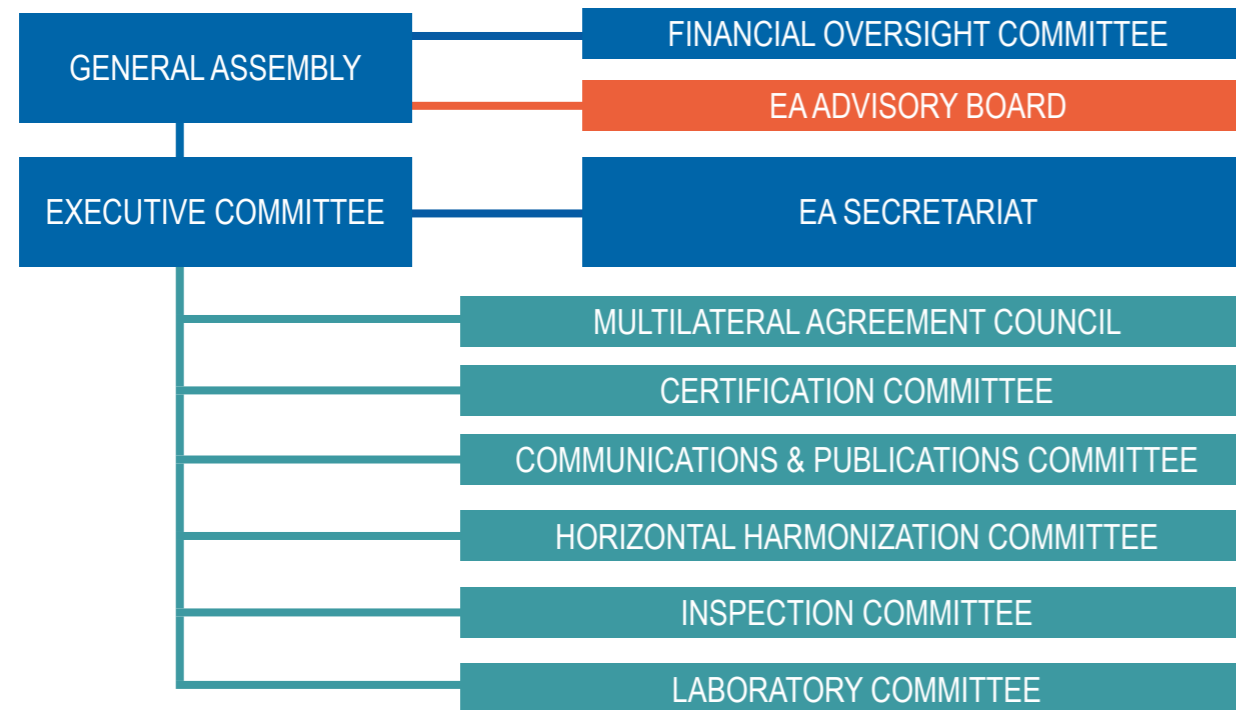 GENERAL ASSEMBLY
FINANCIAL OVERSIGHT COMMITTEE
EA ADVISORY BOARD
EXECUTIVE COMMITTEE
EA SECRETARIAT
MULTILATERAL AGREEMENT COUNCIL
CERTIFICATION COMMITTEE
COMMUNICATIONS & PUBLICATIONS COMMITTEE
HORIZONTAL HARMONIZATION COMMITTEE
INSPECTION COMMITTEE
LABORATORY COMMITTEE